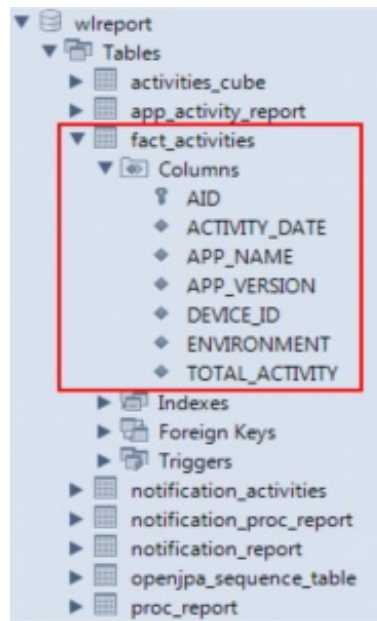 wlreport
Tables
activities_cube
app_activity_report
fact_activities
Columns
AID
ACTIVITY_DATE
APP_NAME
APP_VERSION
DEVICE_ID
ENVIRONMENT
TOTAL_ACTIVITY
Indexes
Foreign Keys
Triggers
notification_activities
notification_proc_report
notification_report
openjpa_sequence_table
proc_report